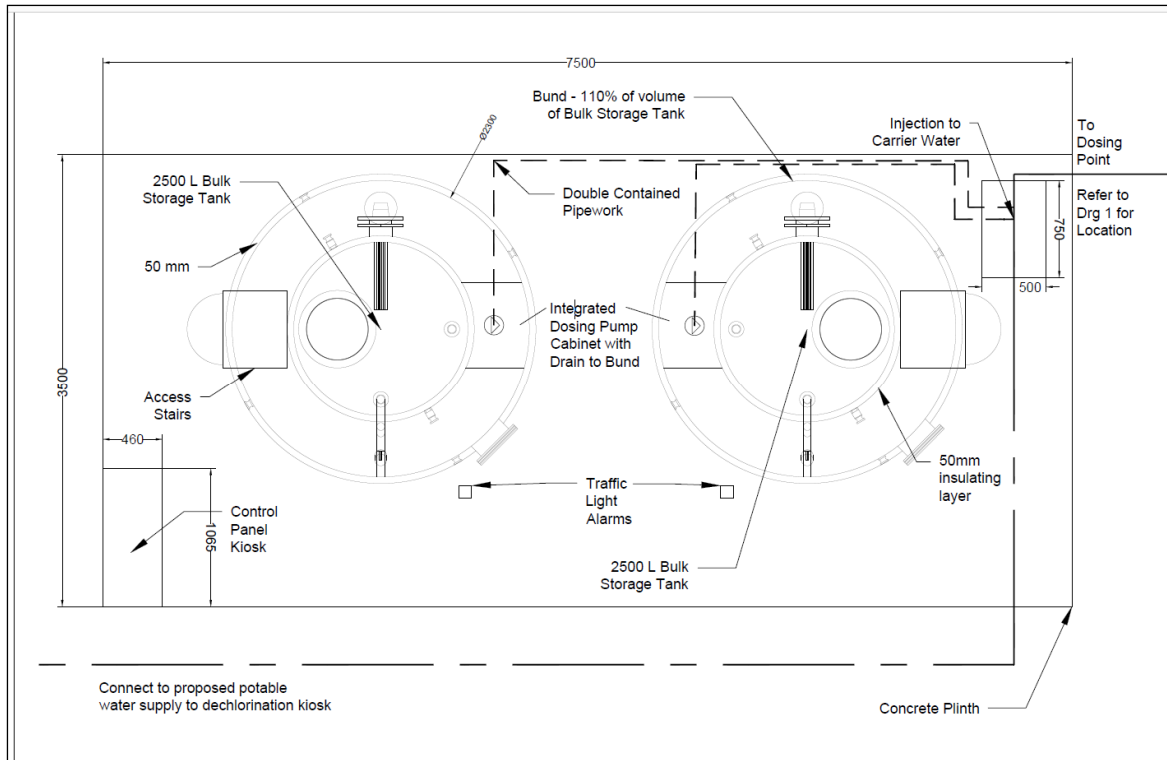 7500
Bund - 110% of volume
of Bulk Storage Tank
Injection to
Carrier Water
To
Dosing
Point
Ø2300
2500 L Bulk
Storage Tank
Double Contained
Pipework
Refer to
Drg 1 for
Location
750
50 mm
500
Integrated
Dosing Pump
Cabinet with
Drain to Bund
3500
Access
Stairs
460
50mm
insulating
layer
Traffic
Light
Alarms
Control
Panel
Kiosk
1065
2500 L Bulk
Storage Tank
Connect to proposed potable
water supply to dechlorination kiosk
Concrete Plinth